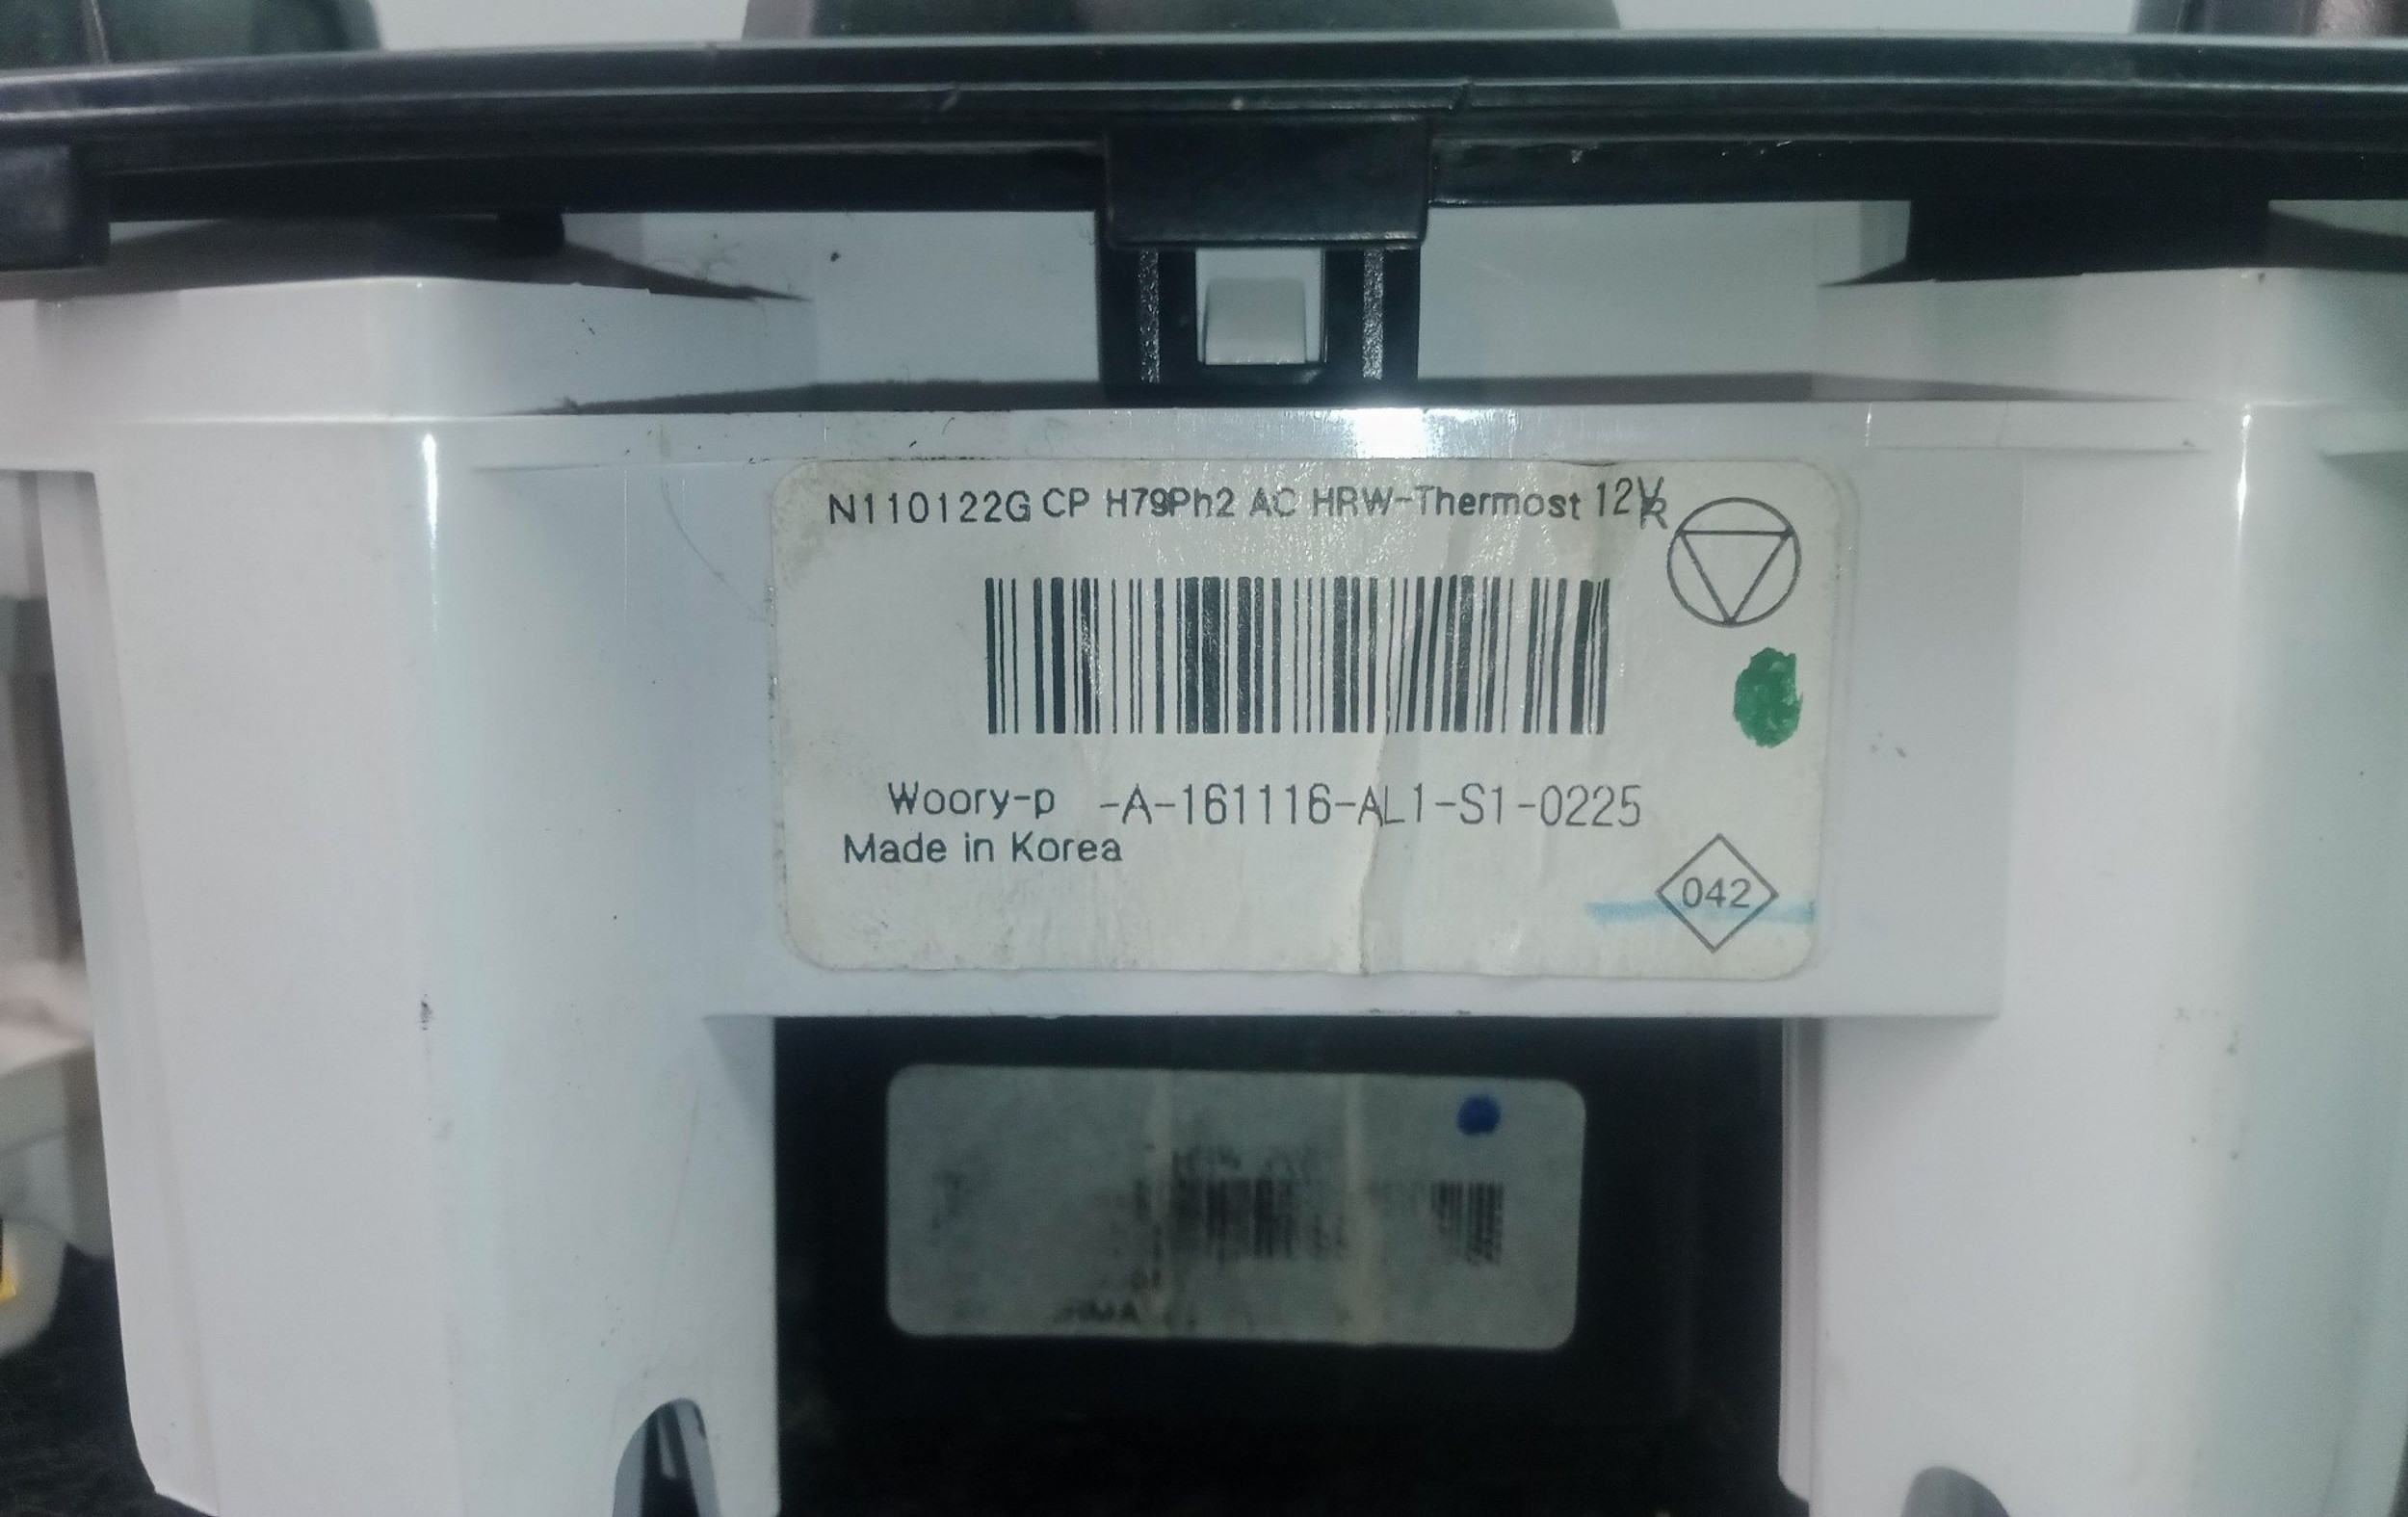 N110122G CP H79Ph2 AC HRW-Thermost 12V
R
Woory-p -A-161116-AL1-S1-0225
Made in Korea
042